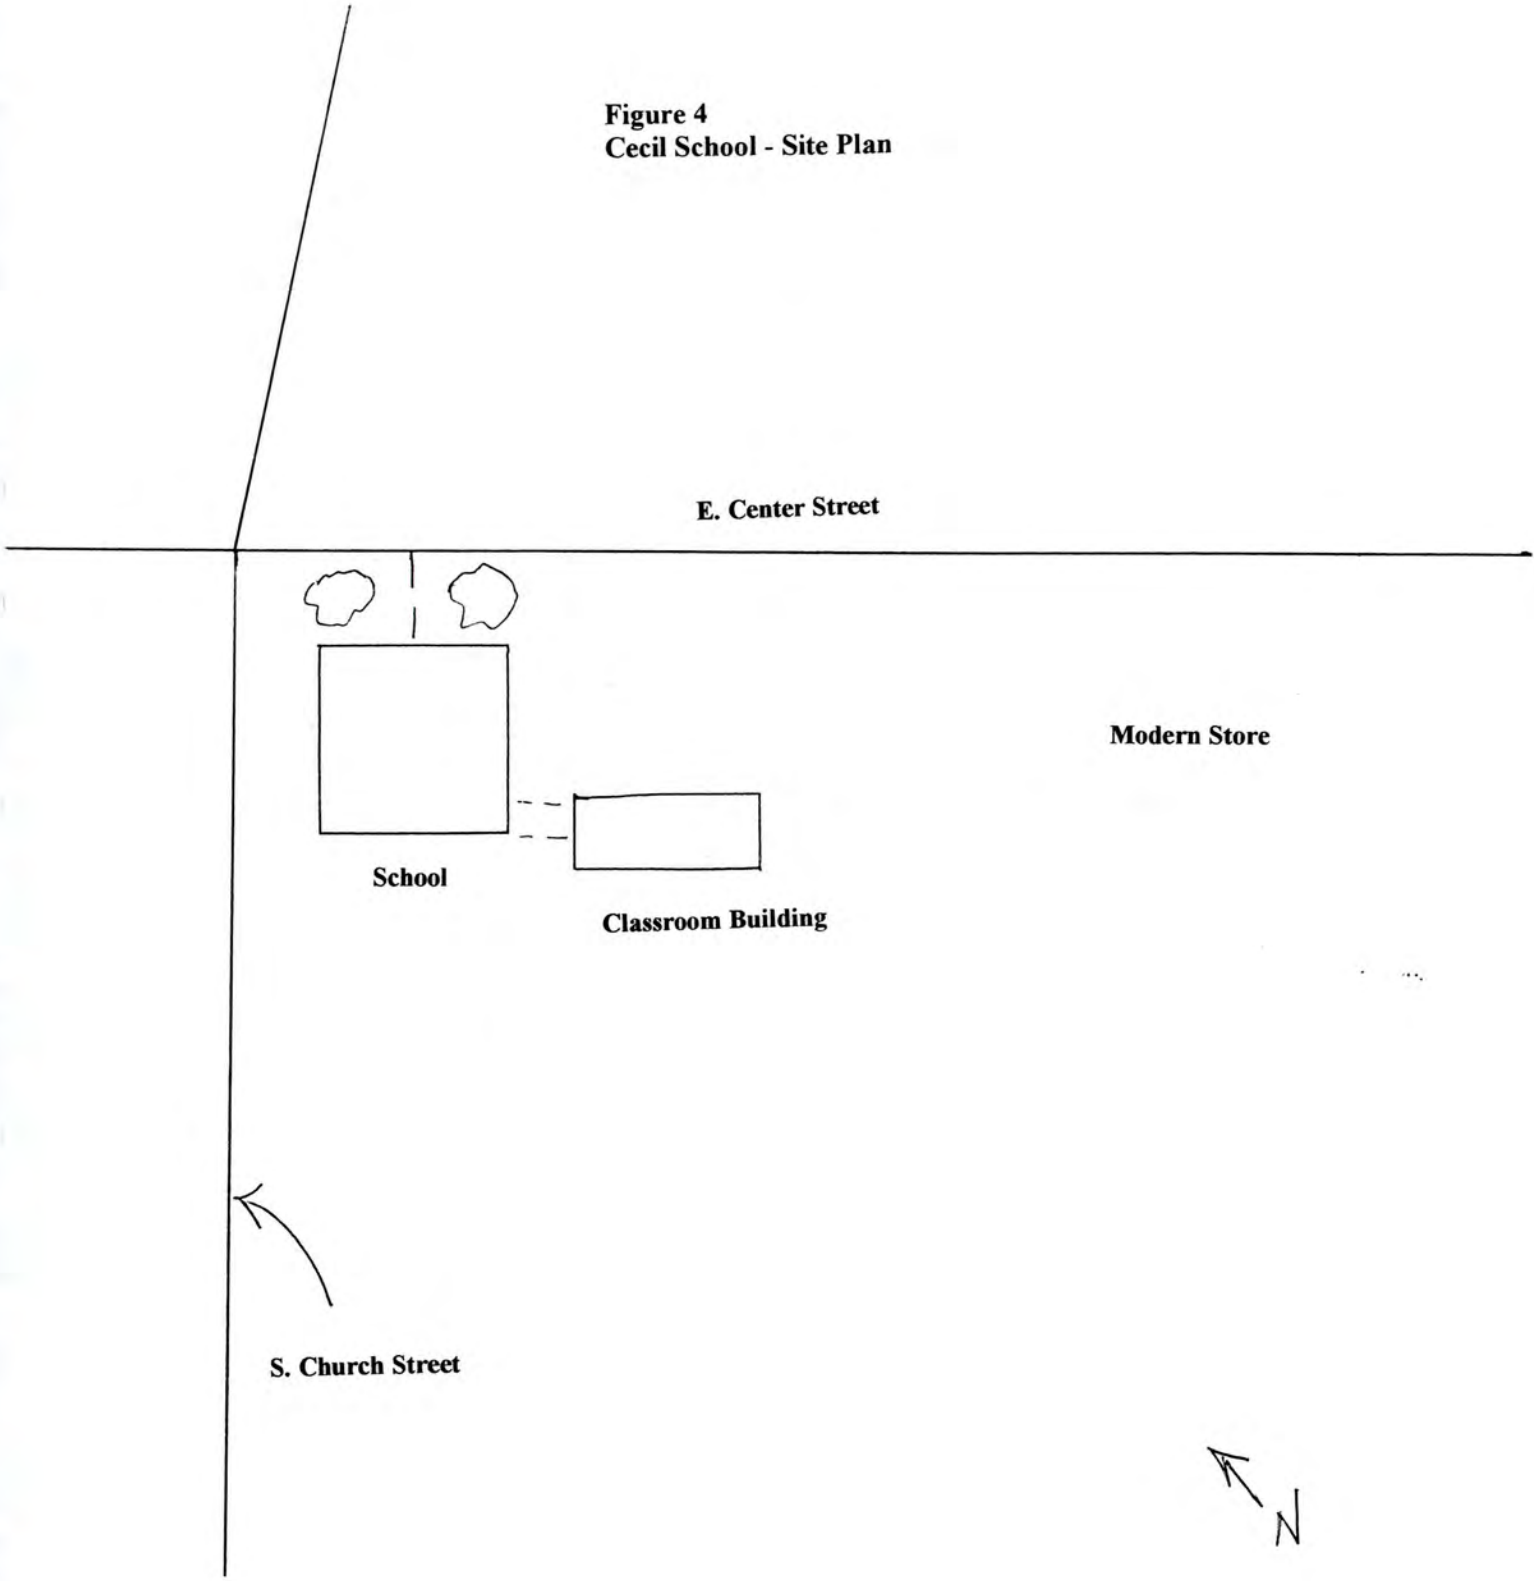 Figure 4
Cecil School - Site Plan
E. Center Street
Modern Store
School
Classroom Building
S. Church Street
N